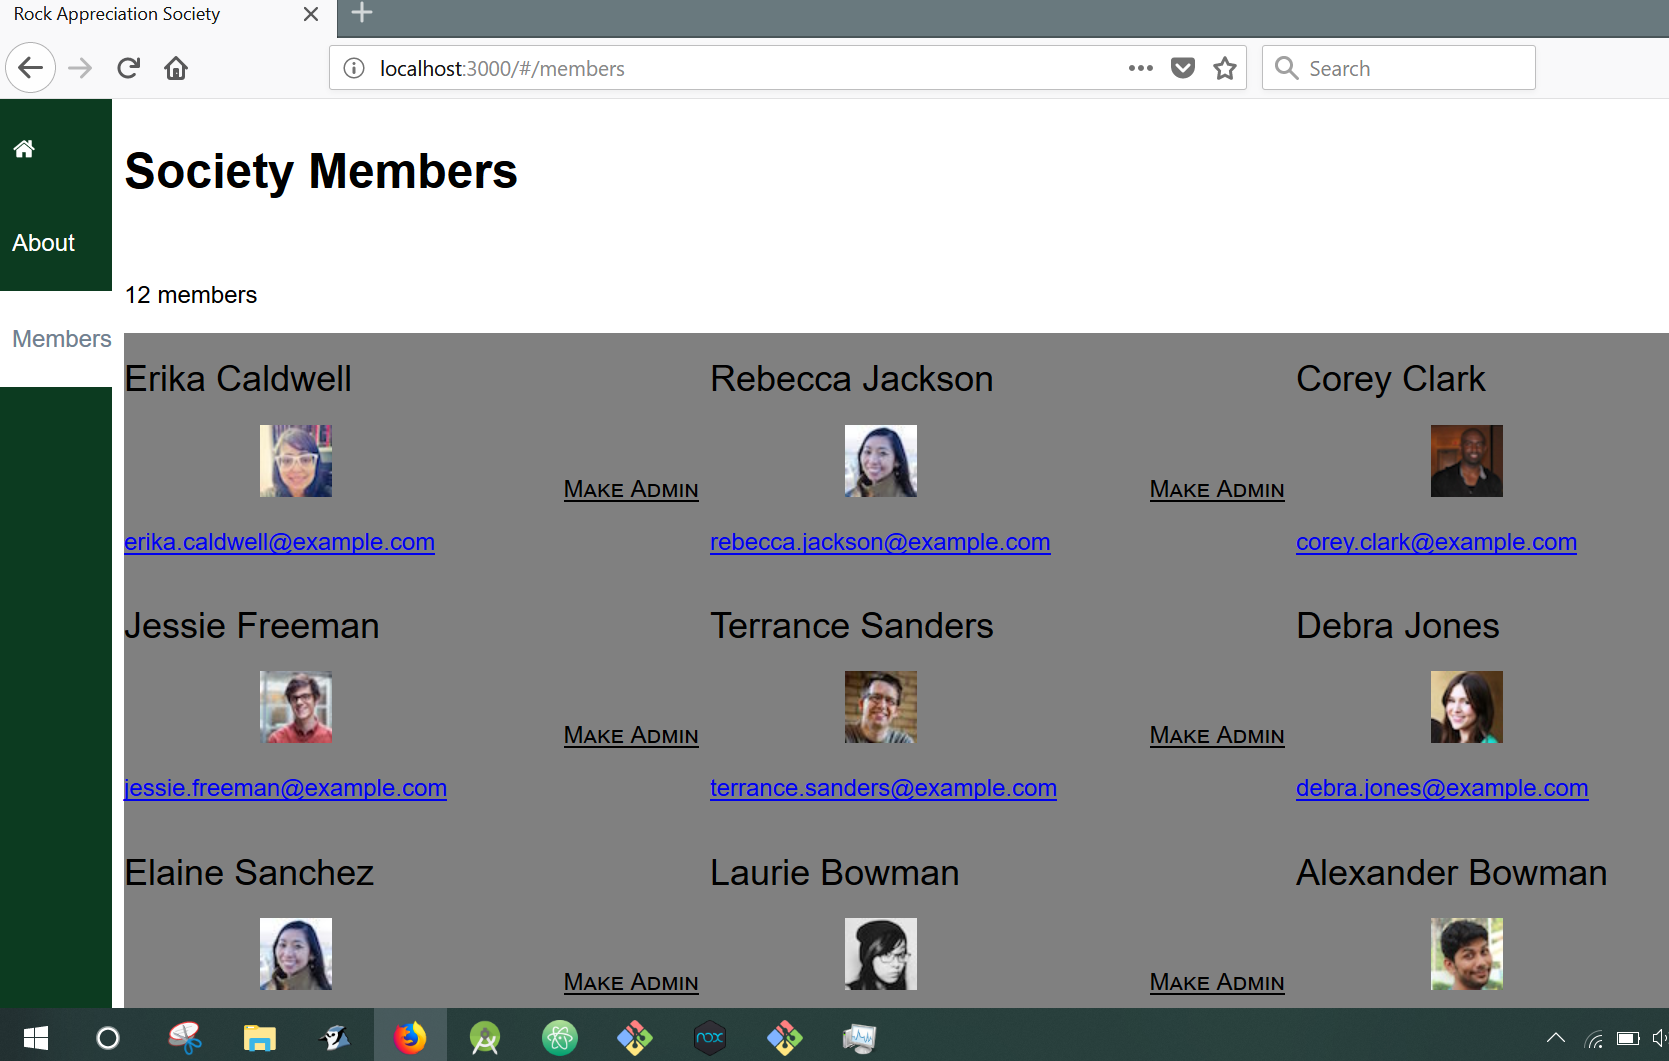 Rock Appreciation Society
localhost:3000/#/members
Search
Society Members
About
12 members
Members
Erika Caldwell Rebecca Jackson Corey Clark
Make Admin Make Admin
erika.caldwell@example.com rebecca.jackson@example.com corey.clark@example.com
Jessie Freeman Terrance Sanders Debra Jones
Make Admin Make Admin
jessie.freeman@example.com terrance.sanders@example.com debra.jones@example.com
Elaine Sanchez Laurie Bowman Alexander Bowman
Make Admin Make Admin
nox